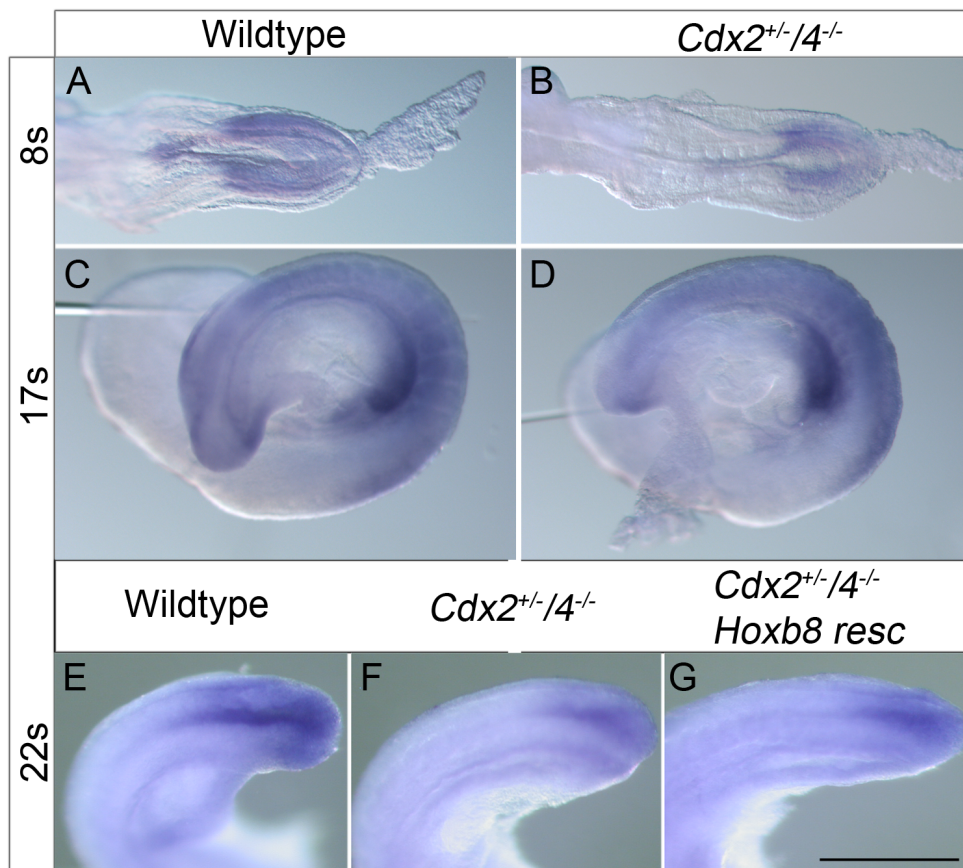 Wildtype
Cdx2+/-/4-/-
8s
A
B
17s
C
D
Wildtype
Cdx2+/-/4-/-
Cdx2+/-/4-/-
Hoxb8 resc
22s
E
F
G